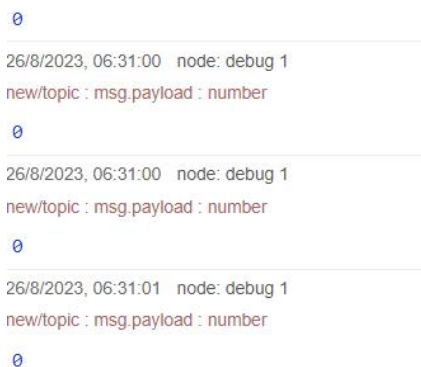 0
26/8/2023, 06:31:00 node: debug 1
new/topic : msg.payload : number
0
26/8/2023, 06:31:00 node: debug 1
new/topic : msg.payload : number
0
26/8/2023, 06:31:01 node: debug 1
new/topic : msg.payload : number
0